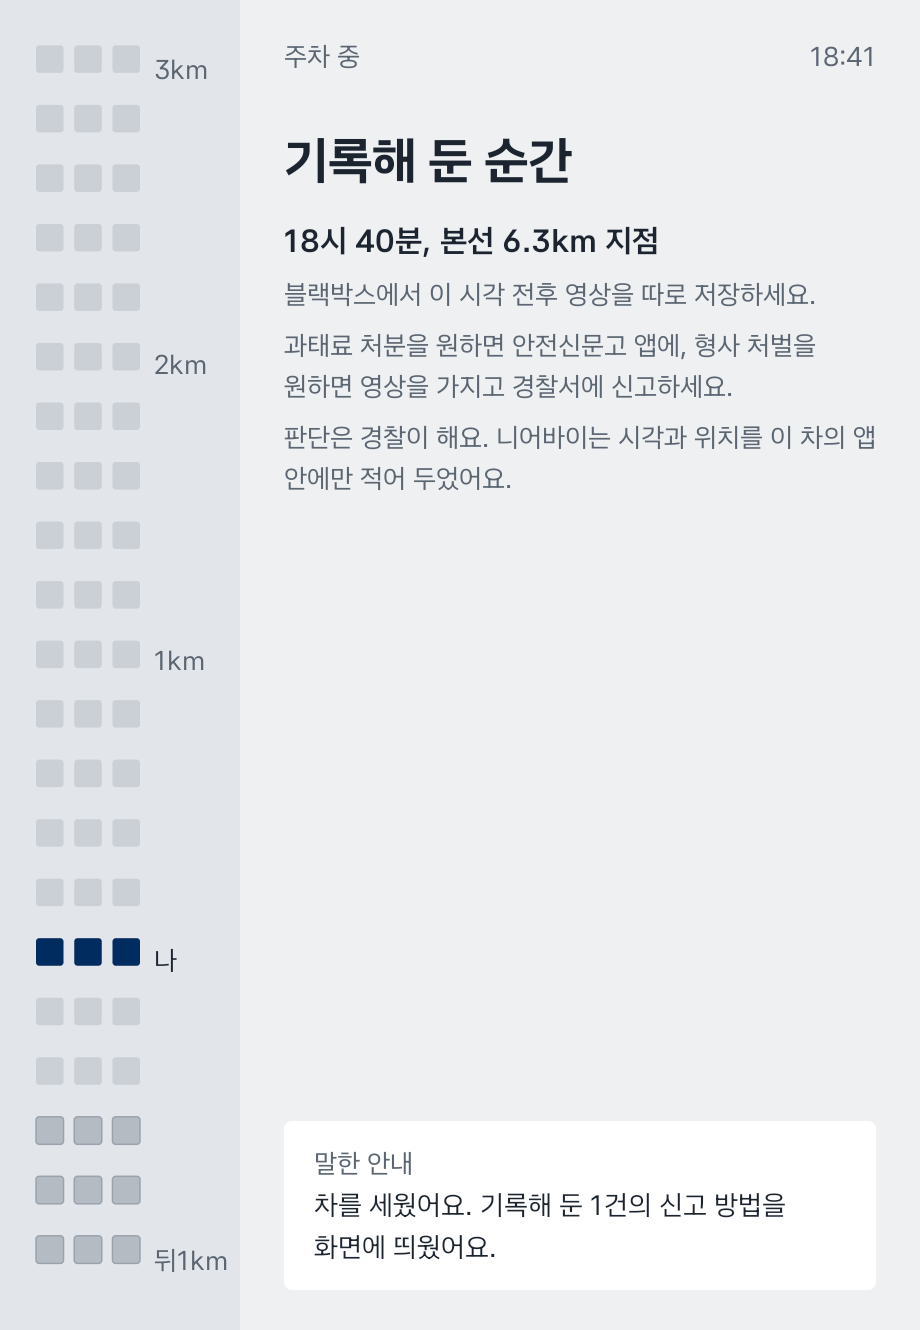 3km
2km
1km
나
뒤1km
주차 중
18:41
기록해 둔 순간
18시 40분, 본선 6.3km 지점
블랙박스에서 이 시각 전후 영상을 따로 저장하세요.
과태료 처분을 원하면 안전신문고 앱에, 형사 처벌을
원하면 영상을 가지고 경찰서에 신고하세요.
판단은 경찰이 해요. 니어바이는 시각과 위치를 이 차의 앱
안에만 적어 두었어요.
말한 안내
차를 세웠어요. 기록해 둔 1건의 신고 방법을
화면에 띄웠어요.